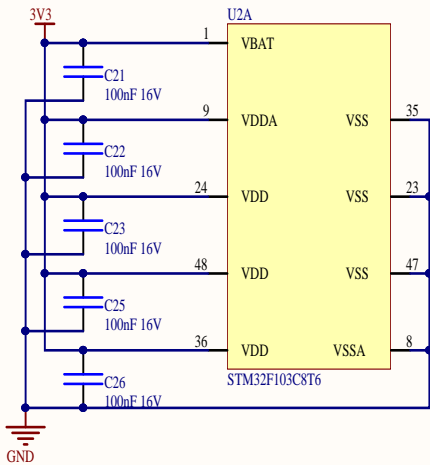 3V3
U2A
1
VBAT
C21
100nF 16V
9
VDDA
VSS
35
C22
100nF 16V
24
VDD
VSS
23
C23
100nF 16V
48
VDD
VSS
47
C25
100nF 16V
36
VDD
VSSA
8
STM32F103C8T6
C26
100nF 16V
GND